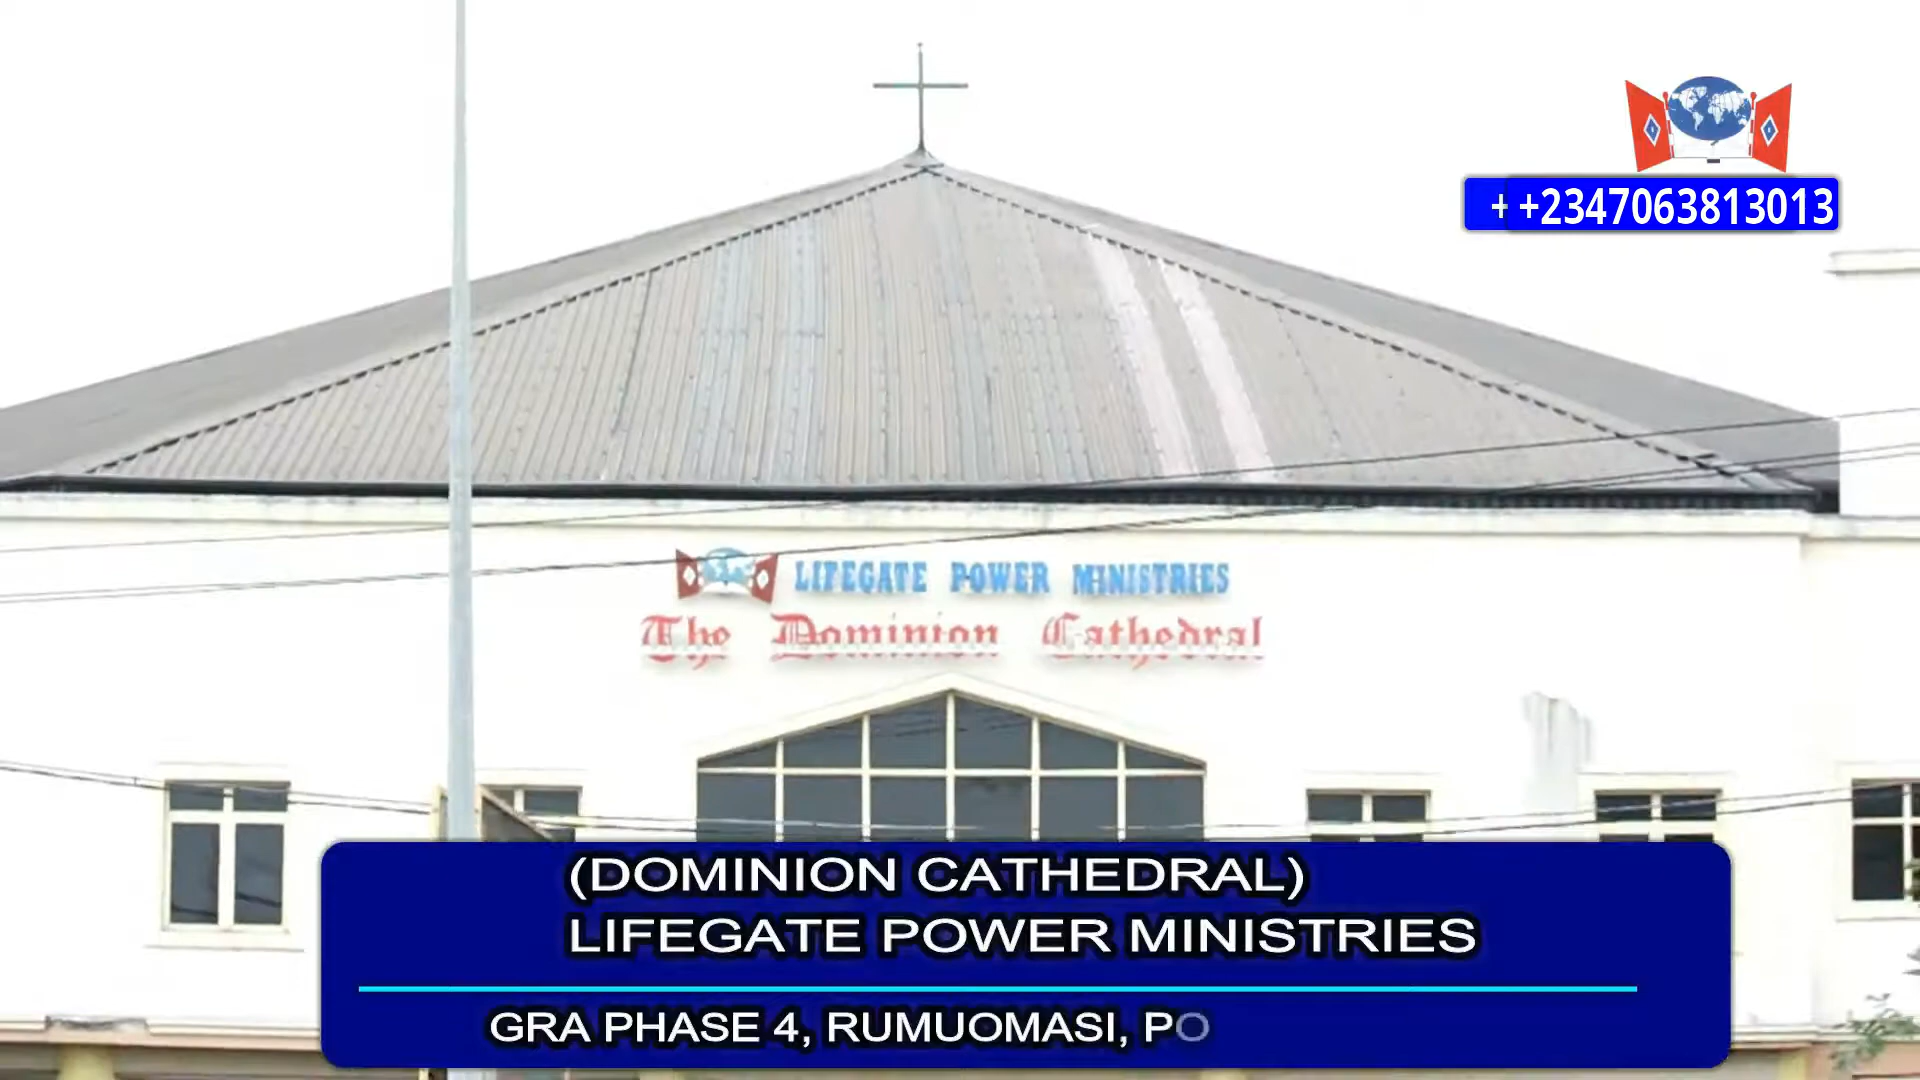 + +2347063813013
LIFEGATE POWER MINISTRIES
The Dominion Cathedral
(DOMINION CATHEDRAL)
LIFEGATE POWER MINISTRIES
GRA PHASE 4, RUMUOMASI, PO